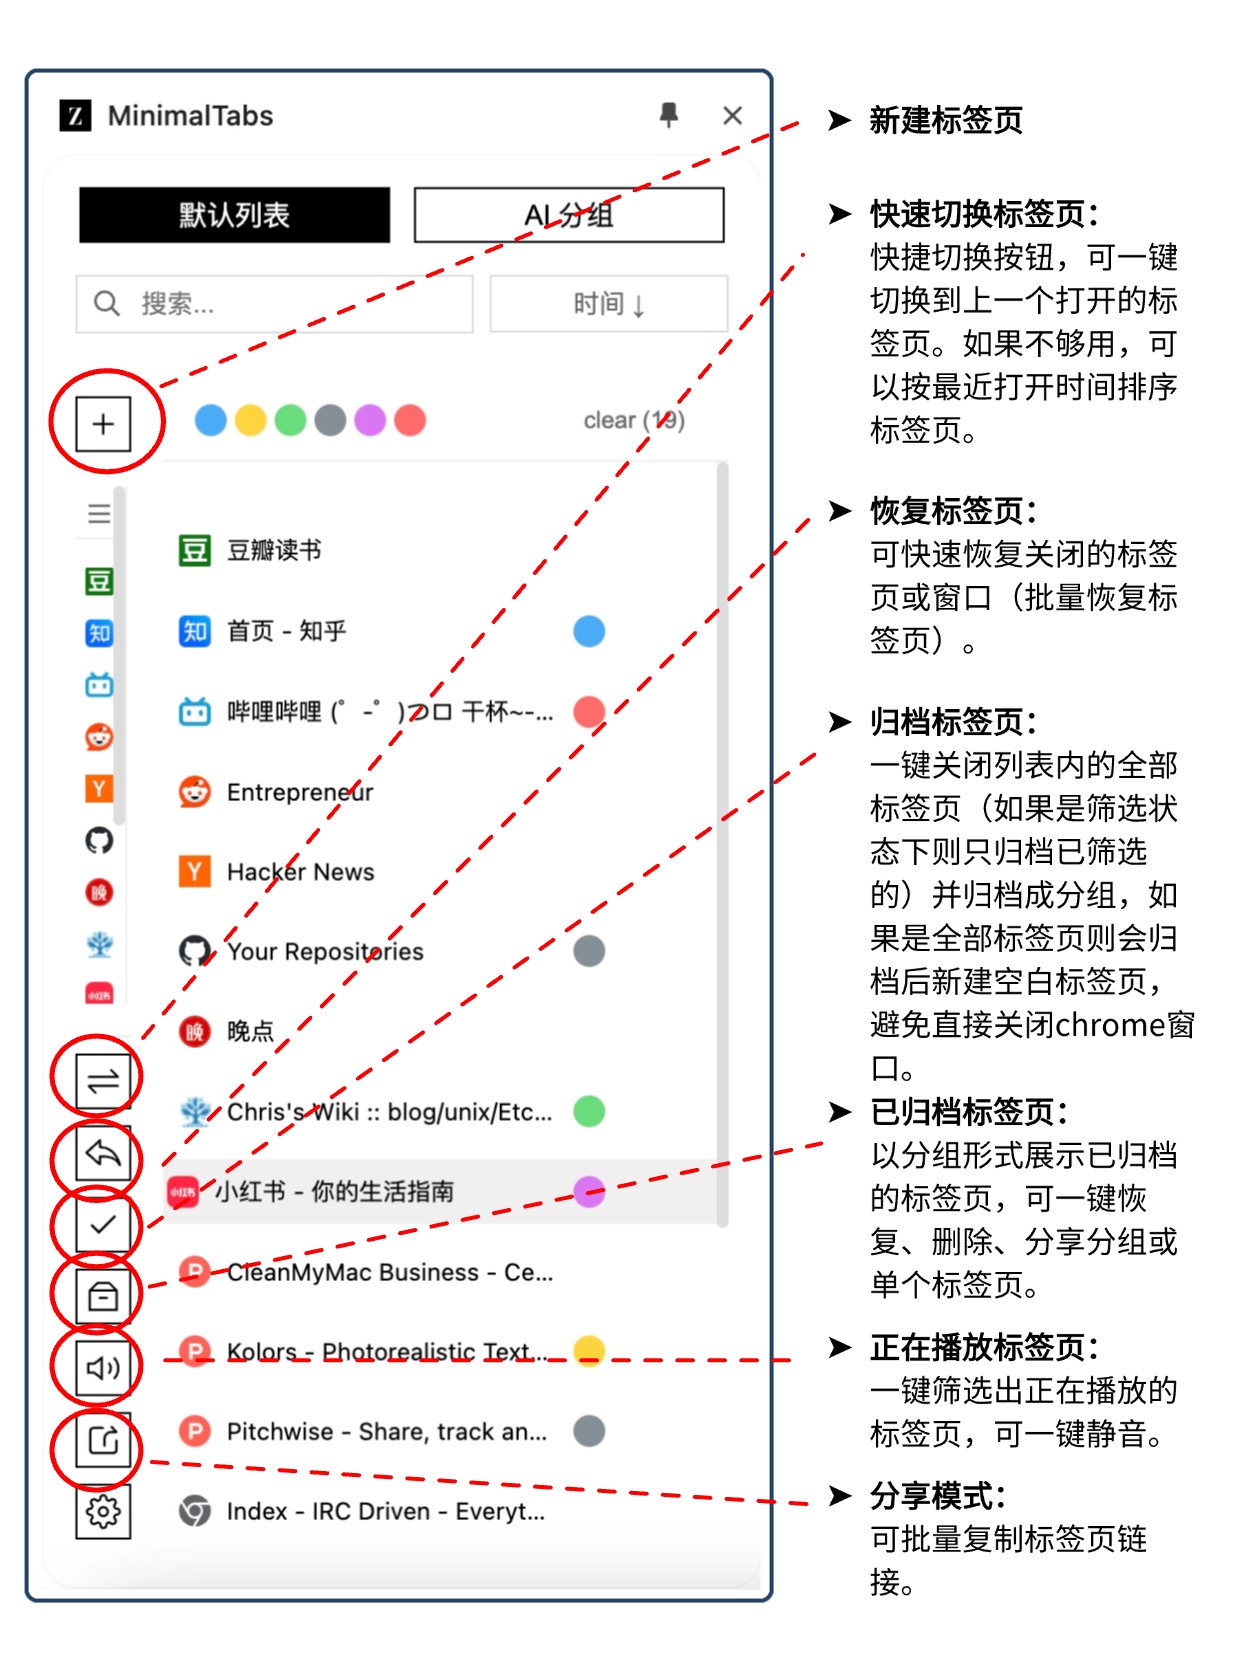 Z MinimalTabs
默认列表
AI 分组
搜索...
时间 ↓
clear (19)
豆 豆瓣读书
知 首页 - 知乎
哔哩哔哩 (゜-゜)つロ 干杯~-...
Entrepreneur
Y Hacker News
Your Repositories
晚 晚点
Chris's Wiki :: blog/unix/Etc...
小红书 小红书 - 你的生活指南
P CleanMyMac Business - Ce...
P Kolors - Photorealistic Text...
P Pitchwise - Share, track an...
Index - IRC Driven - Everyt...
豆
知
Y
晚
小红书
➤ 新建标签页
➤ 快速切换标签页：
快捷切换按钮，可一键
切换到上一个打开的标
签页。如果不够用，可
以按最近打开时间排序
标签页。
➤ 恢复标签页：
可快速恢复关闭的标签
页或窗口（批量恢复标
签页）。
➤ 归档标签页：
一键关闭列表内的全部
标签页（如果是筛选状
态下则只归档已筛选
的）并归档成分组，如
果是全部标签页则会归
档后新建空白标签页，
避免直接关闭chrome窗
口。
➤ 已归档标签页：
以分组形式展示已归档
的标签页，可一键恢
复、删除、分享分组或
单个标签页。
➤ 正在播放标签页：
一键筛选出正在播放的
标签页，可一键静音。
➤ 分享模式：
可批量复制标签页链
接。